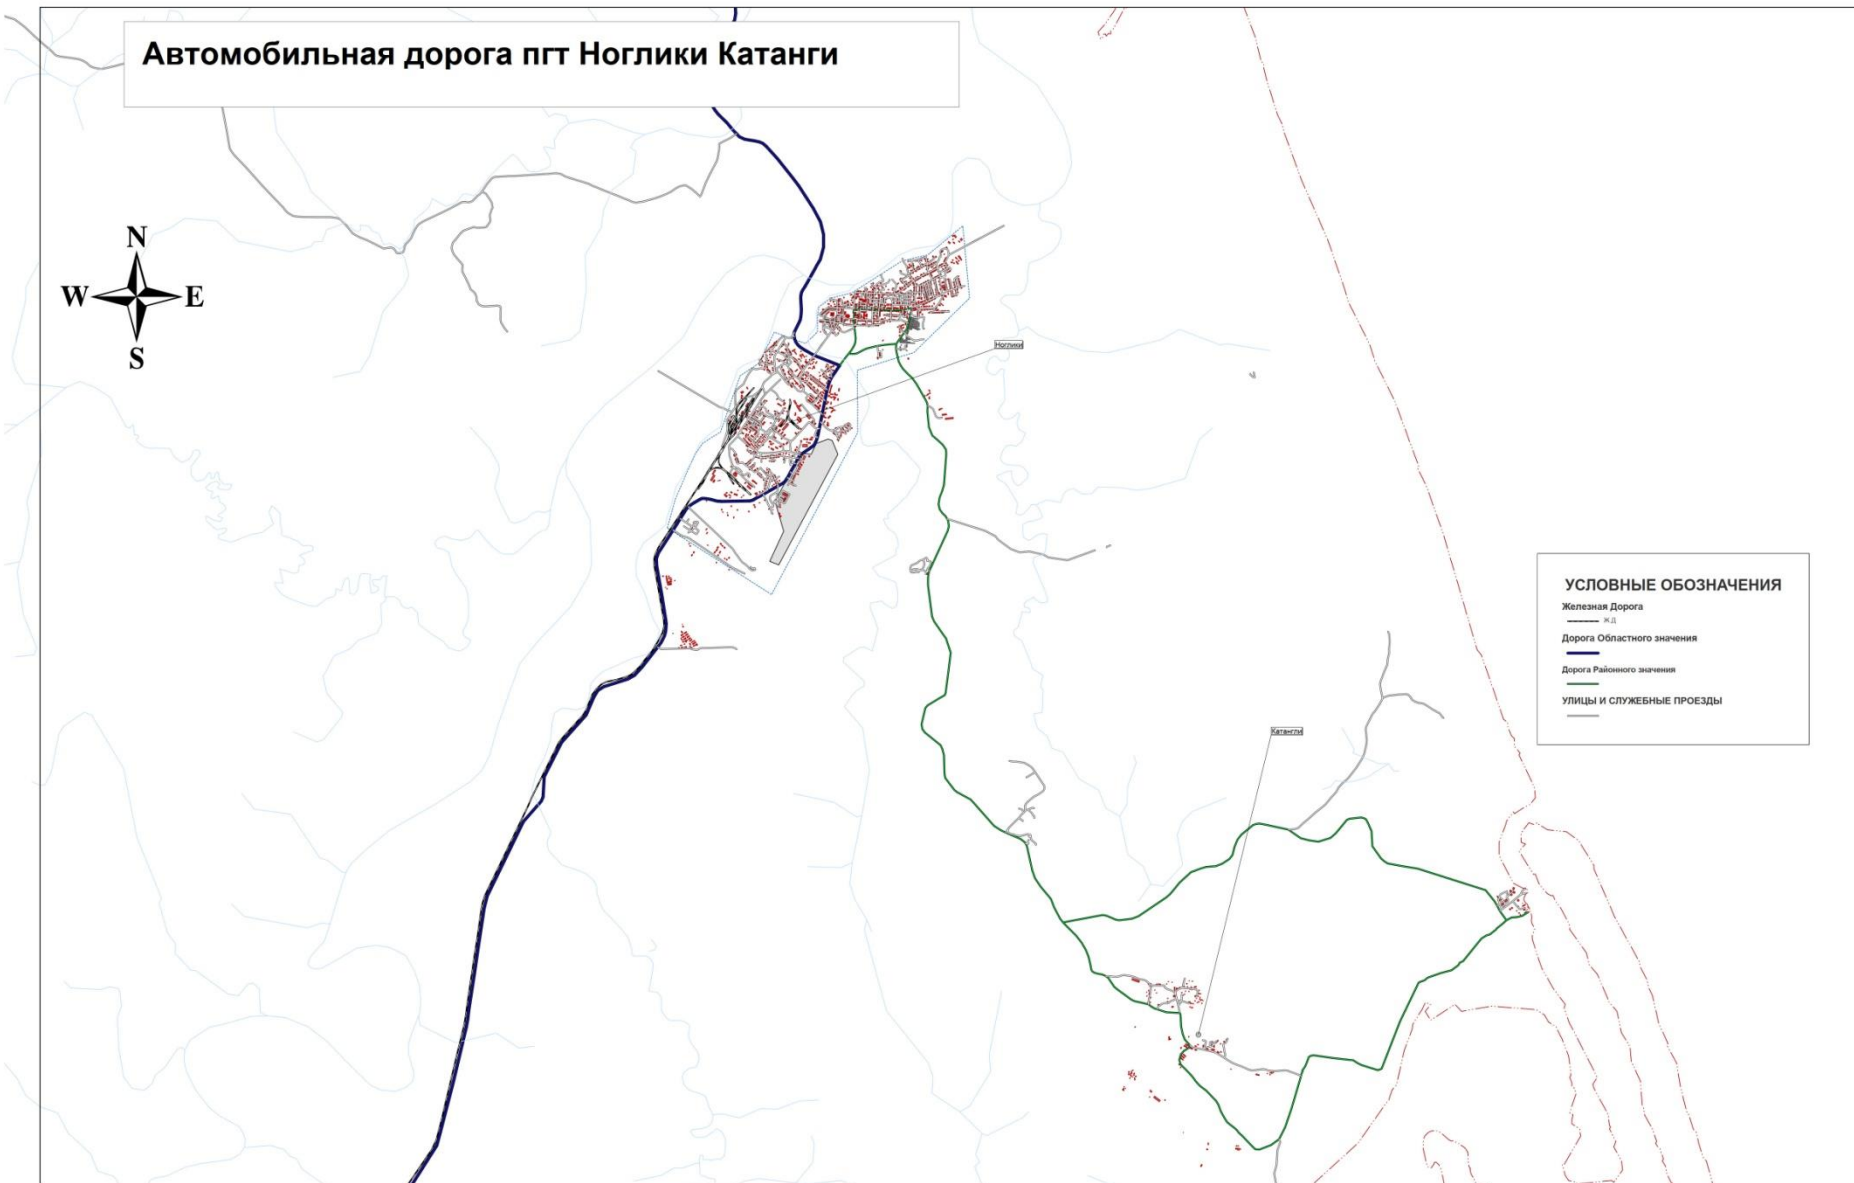 Автомобильная дорога пгт Ноглики Катанги
N
W E
S
Ноглики
Катангли
УСЛОВНЫЕ ОБОЗНАЧЕНИЯ
Железная Дорога
ЖД
Дорога Областного значения
Дорога Районного значения
УЛИЦЫ И СЛУЖЕБНЫЕ ПРОЕЗДЫ